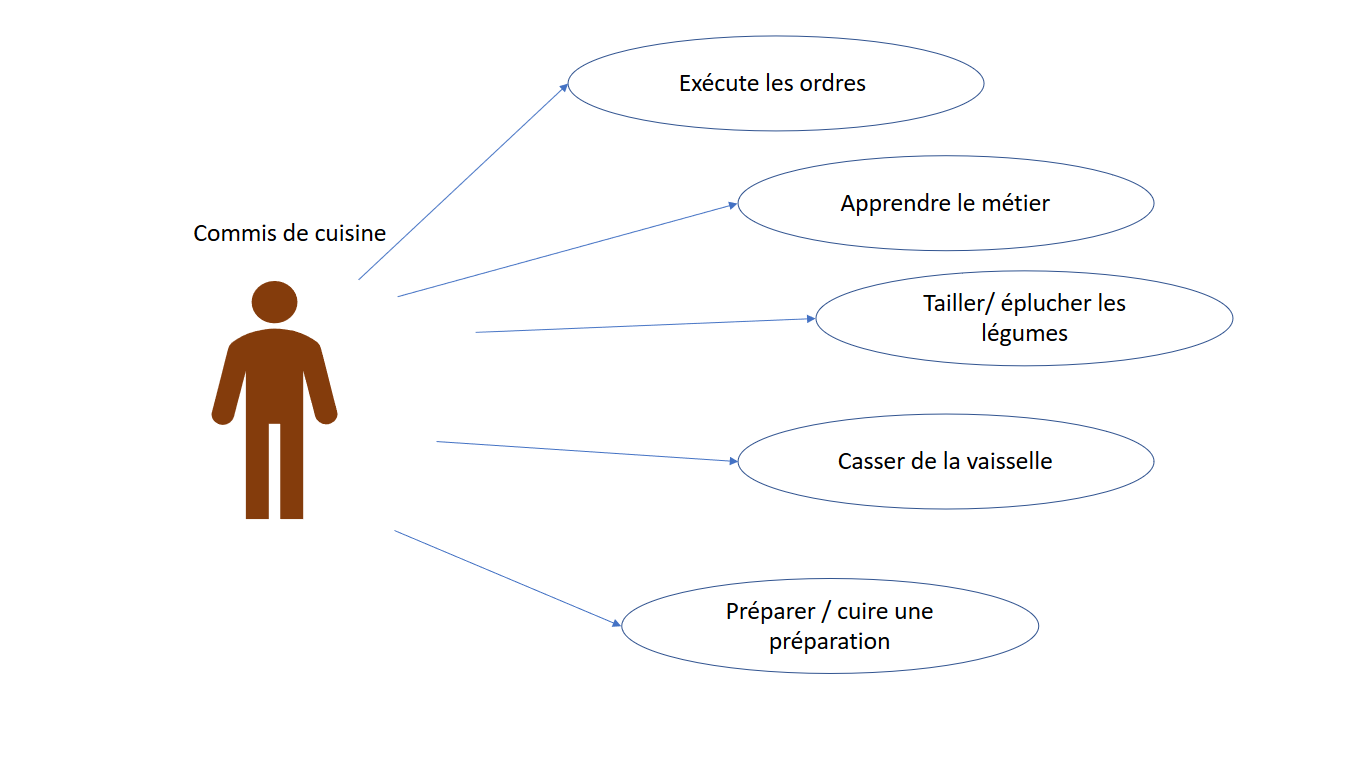 Exécute les ordres
Apprendre le métier
Commis de cuisine
Tailler/ éplucher les
légumes
Casser de la vaisselle
Préparer / cuire une
préparation